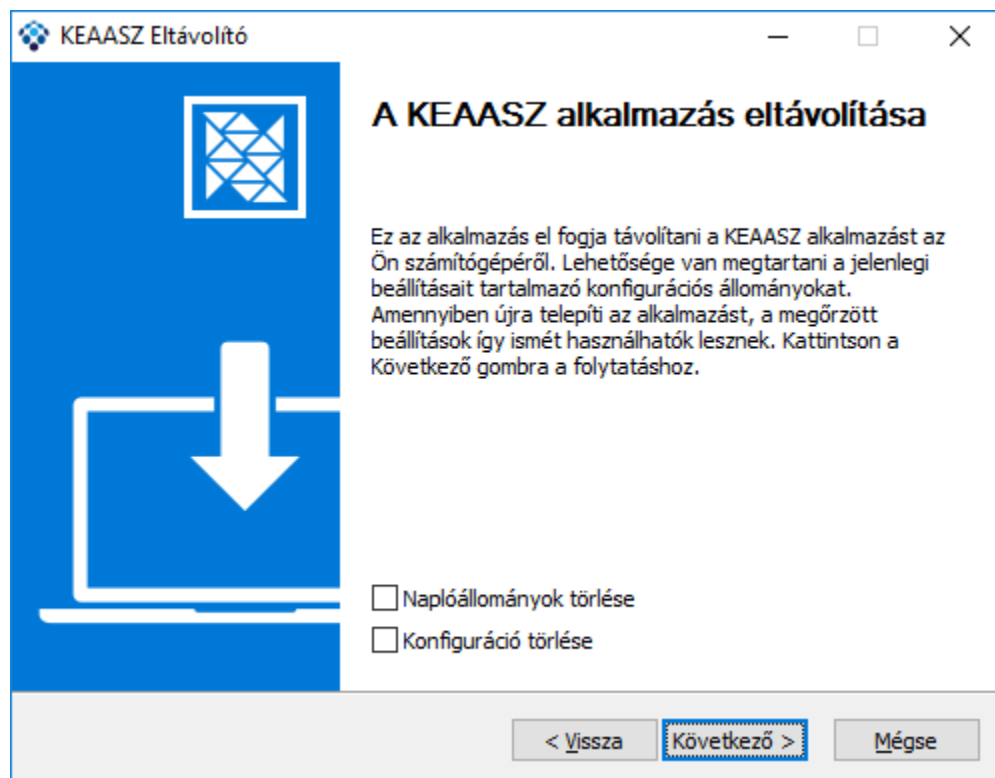 KEAASZ Eltávolító
A KEAASZ alkalmazás eltávolítása
Ez az alkalmazás el fogja távolítani a KEAASZ alkalmazást az
Ön számítógépéről. Lehetősége van megtartani a jelenlegi
beállításait tartalmazó konfigurációs állományokat.
Amennyiben újra telepíti az alkalmazást, a megőrzött
beállítások így ismét használhatók lesznek. Kattintson a
Következő gombra a folytatáshoz.
Naplóállományok törlése
Konfiguráció törlése
< Vissza Következő > Mégse